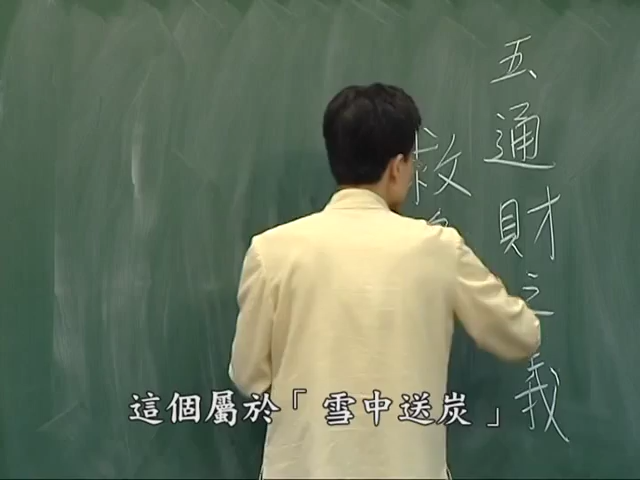 五、通財之義
救
這個屬於「雪中送炭」